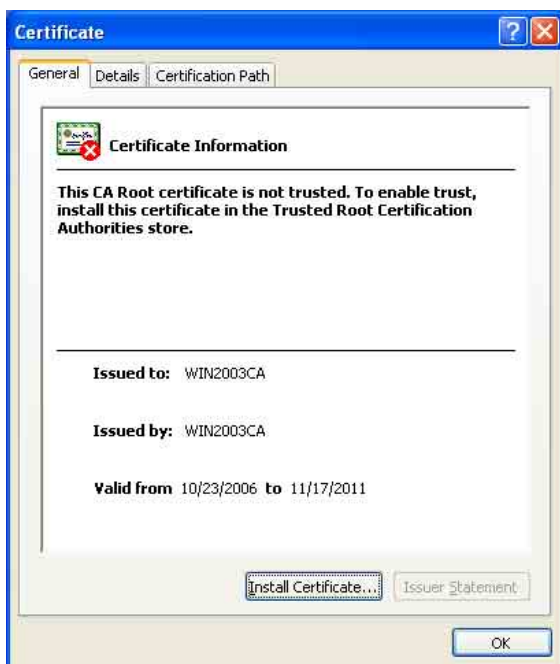 Certificate
General Details Certification Path
Certificate Information
This CA Root certificate is not trusted. To enable trust,
install this certificate in the Trusted Root Certification
Authorities store.
Issued to: WIN2003CA
Issued by: WIN2003CA
Valid from 10/23/2006 to 11/17/2011
Install Certificate... Issuer Statement
OK